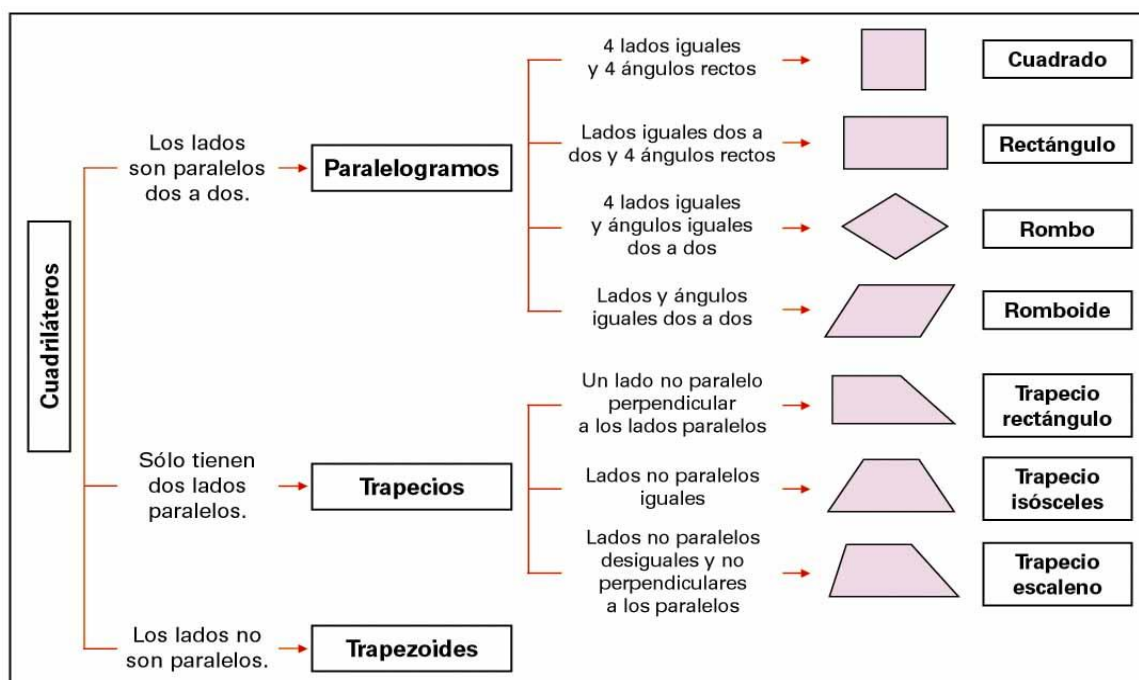 Cuadriláteros
Los lados
son paralelos
dos a dos.
Paralelogramos
4 lados iguales
y 4 ángulos rectos
Cuadrado
Lados iguales dos a
dos y 4 ángulos rectos
Rectángulo
4 lados iguales
y ángulos iguales
dos a dos
Rombo
Lados y ángulos
iguales dos a dos
Romboide
Sólo tienen
dos lados
paralelos.
Trapecios
Un lado no paralelo
perpendicular
a los lados paralelos
Trapecio
rectángulo
Lados no paralelos
iguales
Trapecio
isósceles
Lados no paralelos
desiguales y no
perpendiculares
a los paralelos
Trapecio
escaleno
Los lados no
son paralelos.
Trapezoides